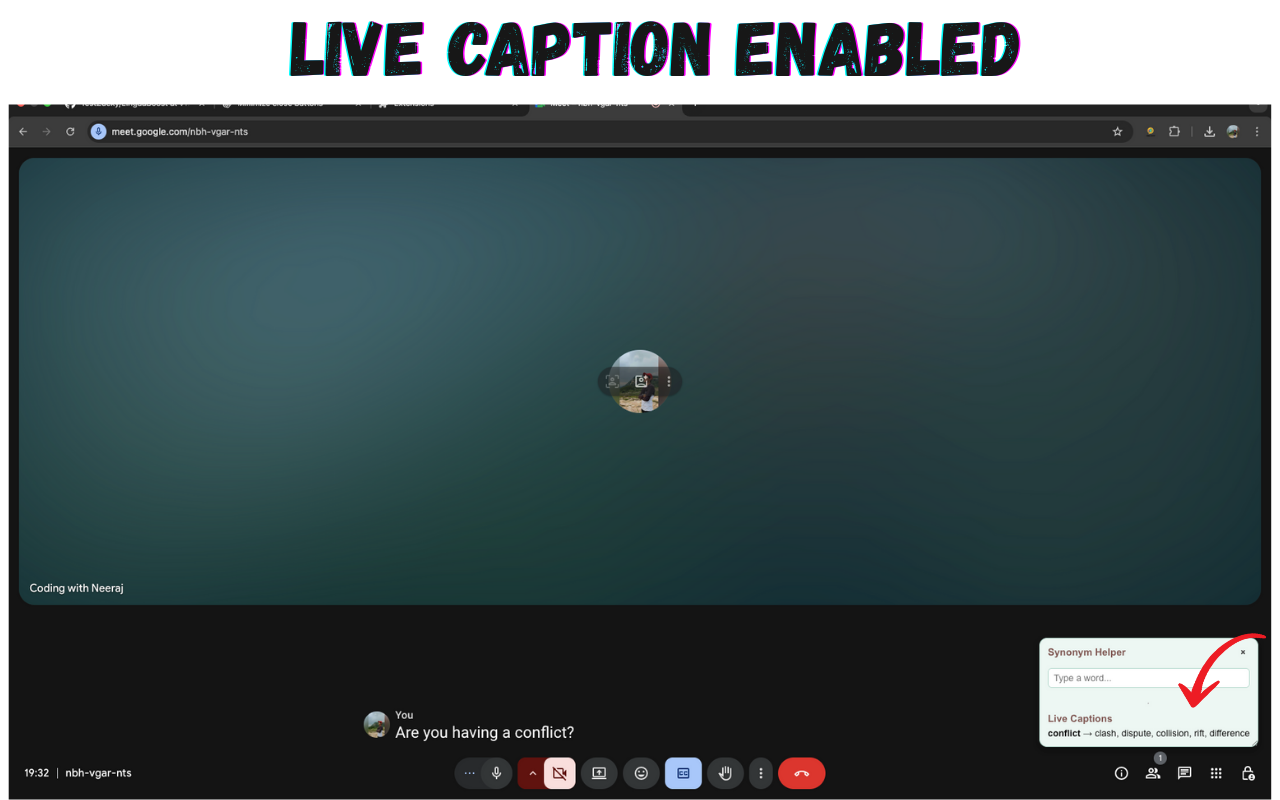 LIVE CAPTION ENABLED
meet.google.com/nbh-vgar-nts
Coding with Neeraj
Synonym Helper
×
Type a word...
Live Captions
conflict → clash, dispute, collision, rift, difference
You
Are you having a conflict?
19:32 | nbh-vgar-nts
1